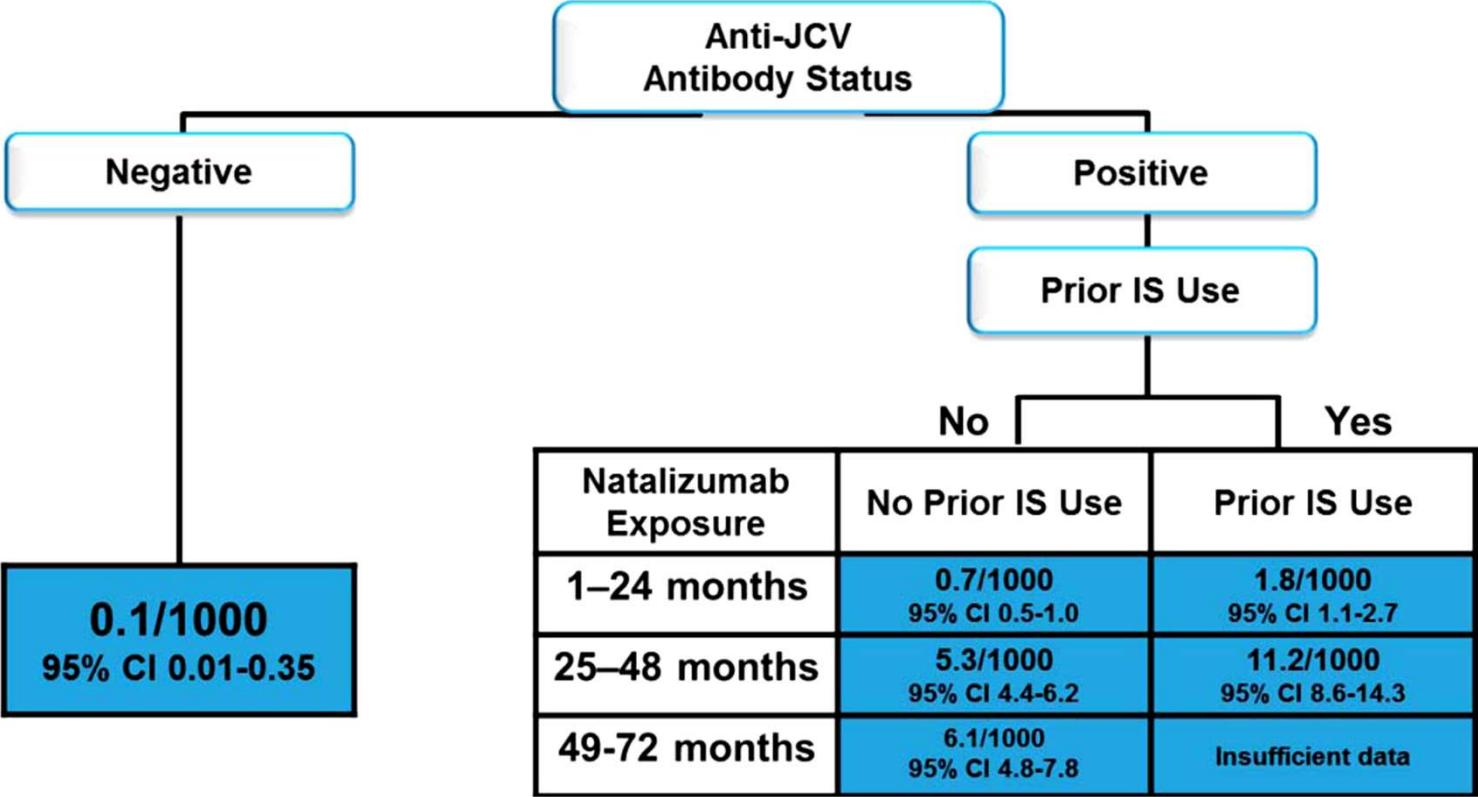 Anti-JCV
Antibody Status
Negative
Positive
Prior IS Use
No
Yes
Natalizumab
Exposure
No Prior IS Use
Prior IS Use
1–24 months
0.7/1000
95% CI 0.5-1.0
1.8/1000
95% CI 1.1-2.7
0.1/1000
95% CI 0.01-0.35
25–48 months
5.3/1000
95% CI 4.4-6.2
11.2/1000
95% CI 8.6-14.3
49-72 months
6.1/1000
95% CI 4.8-7.8
Insufficient data